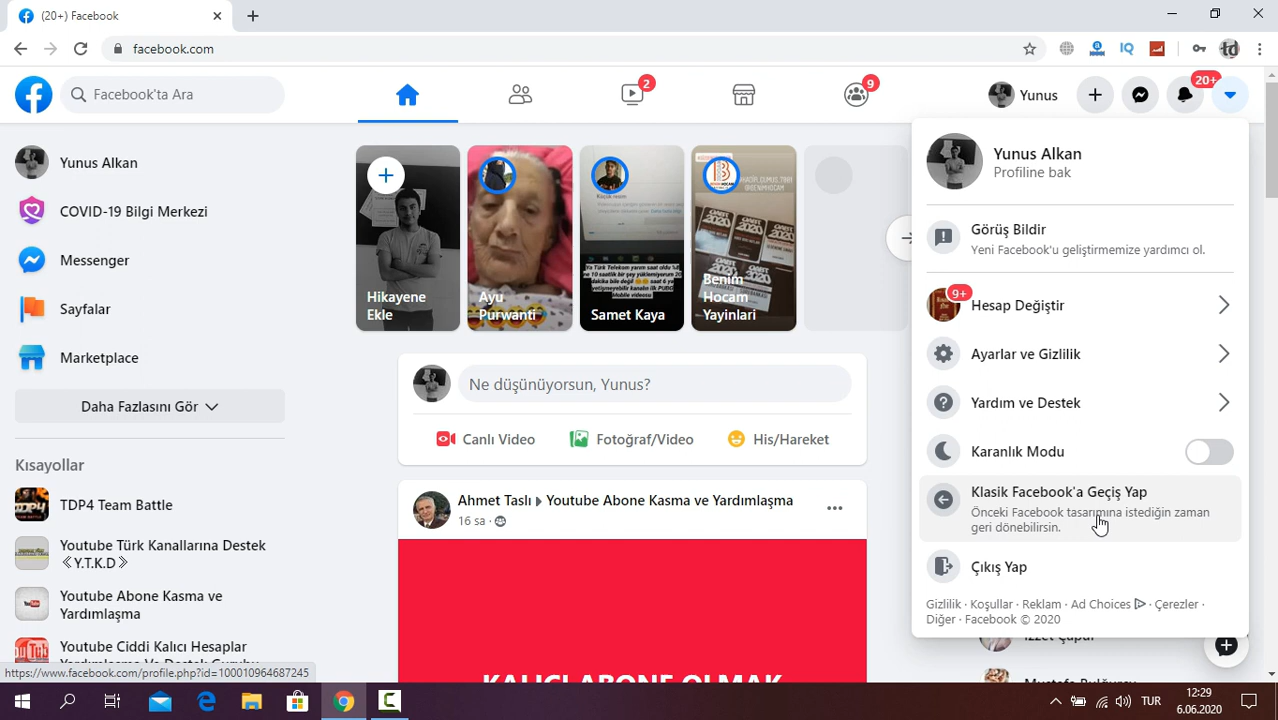 (20+) Facebook
facebook.com
Facebook'ta Ara
2
9
Yunus
20+
Yunus Alkan
COVID-19 Bilgi Merkezi
Messenger
Sayfalar
Marketplace
Daha Fazlasını Gör
Kısayollar
TDP4 Team Battle
Youtube Türk Kanallarına Destek
《Y.T.K.D》
Youtube Abone Kasma ve
Yardımlaşma
Youtube Ciddi Kalıcı Hesaplar
https://www.facebook.com/profile.php?id=100010964687245
Hikayene
Ekle
Ayu
Purwanti
Samet Kaya
Benim
Hocam
Yayinlari
Ne düşünüyorsun, Yunus?
Canlı Video
Fotoğraf/Video
His/Hareket
Ahmet Taslı
Youtube Abone Kasma ve Yardımlaşma
16 sa
KALICI ABONE OLMAK
Yunus Alkan
Profiline bak
Görüş Bildir
Yeni Facebook'u geliştirmemize yardımcı ol.
9+
Hesap Değiştir
Ayarlar ve Gizlilik
Yardım ve Destek
Karanlık Modu
Klasik Facebook'a Geçiş Yap
Önceki Facebook tasarımına istediğin zaman
geri dönebilirsin.
Çıkış Yap
Gizlilik · Koşullar · Reklam · Ad Choices · Çerezler ·
Diğer · Facebook © 2020
TUR
12:29
6.06.2020